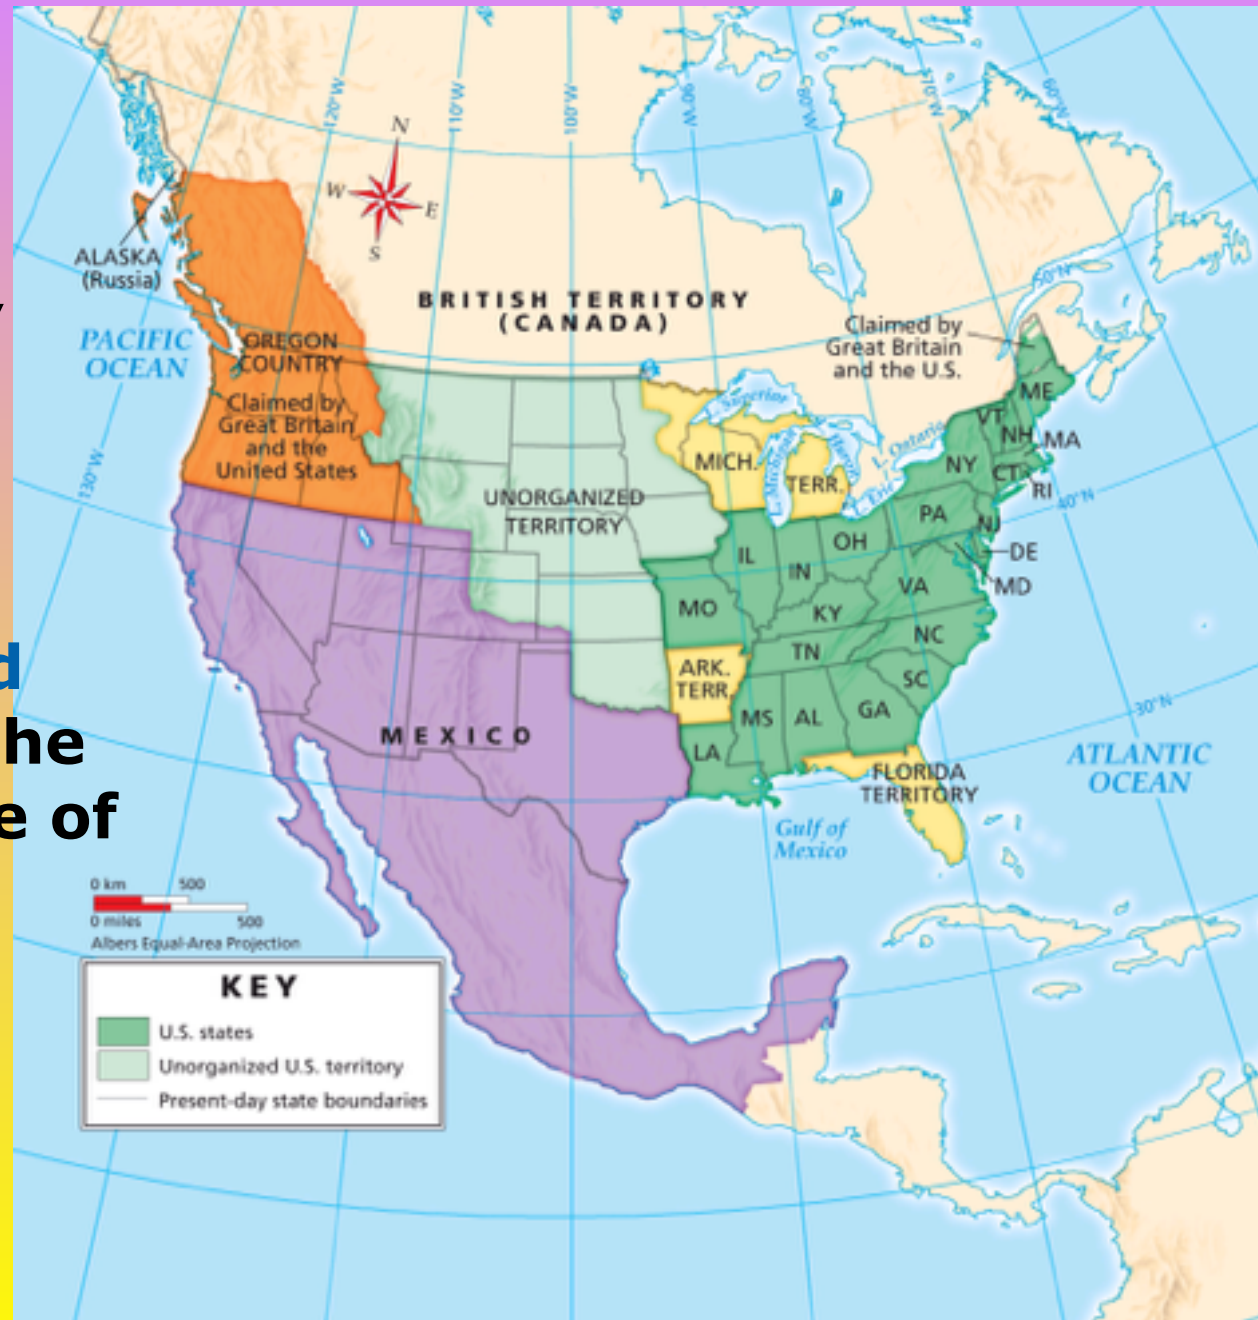 120°W
110°W
100°W
90°W
80°W
70°W
60°W
N
W
E
S
ALASKA
(Russia)
BRITISH TERRITORY
(CANADA)
50°N
PACIFIC
OCEAN
OREGON
COUNTRY
Claimed by
Great Britain
and the
United States
Claimed by
Great Britain
and the U.S.
ME
VT
NH
MA
L. Superior
L. Michigan
L. Huron
L. Ontario
L. Erie
MICH.
TERR.
NY
CT
RI
130°W
40°N
UNORGANIZED
TERRITORY
PA
NJ
OH
IL
IN
DE
MD
VA
MO
KY
NC
TN
ARK.
TERR.
SC
MS
AL
GA
30°N
d
he
e of
MEXICO
LA
FLORIDA
TERRITORY
ATLANTIC
OCEAN
Gulf of
Mexico
0 km 500
0 miles 500
Albers Equal-Area Projection
KEY
U.S. states
Unorganized U.S. territory
Present-day state boundaries